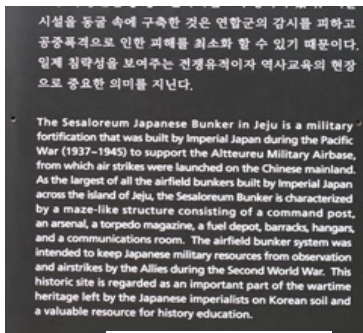 시설을 동굴 속에 구축한 것은 연합군의 감시를 피하고
공중폭격으로 인한 피해를 최소화 할 수 있기 때문이다.
일제 침략성을 보여주는 전쟁유적이자 역사교육의 현장
으로 중요한 의미를 지닌다.
The Sesaloreum Japanese Bunker in Jeju is a military
fortification that was built by Imperial Japan during the Pacific
War (1937–1945) to support the Altteureu Military Airbase,
from which air strikes were launched on the Chinese mainland.
As the largest of all the airfield bunkers built by Imperial Japan
across the island of Jeju, the Sesaloreum Bunker is characterized
by a maze-like structure consisting of a command post,
an arsenal, a torpedo magazine, a fuel depot, barracks, hangars,
and a communications room. The airfield bunker system was
intended to keep Japanese military resources from observation
and airstrikes by the Allies during the Second World War. This
historic site is regarded as an important part of the wartime
heritage left by the Japanese imperialists on Korean soil and
a valuable resource for history education.